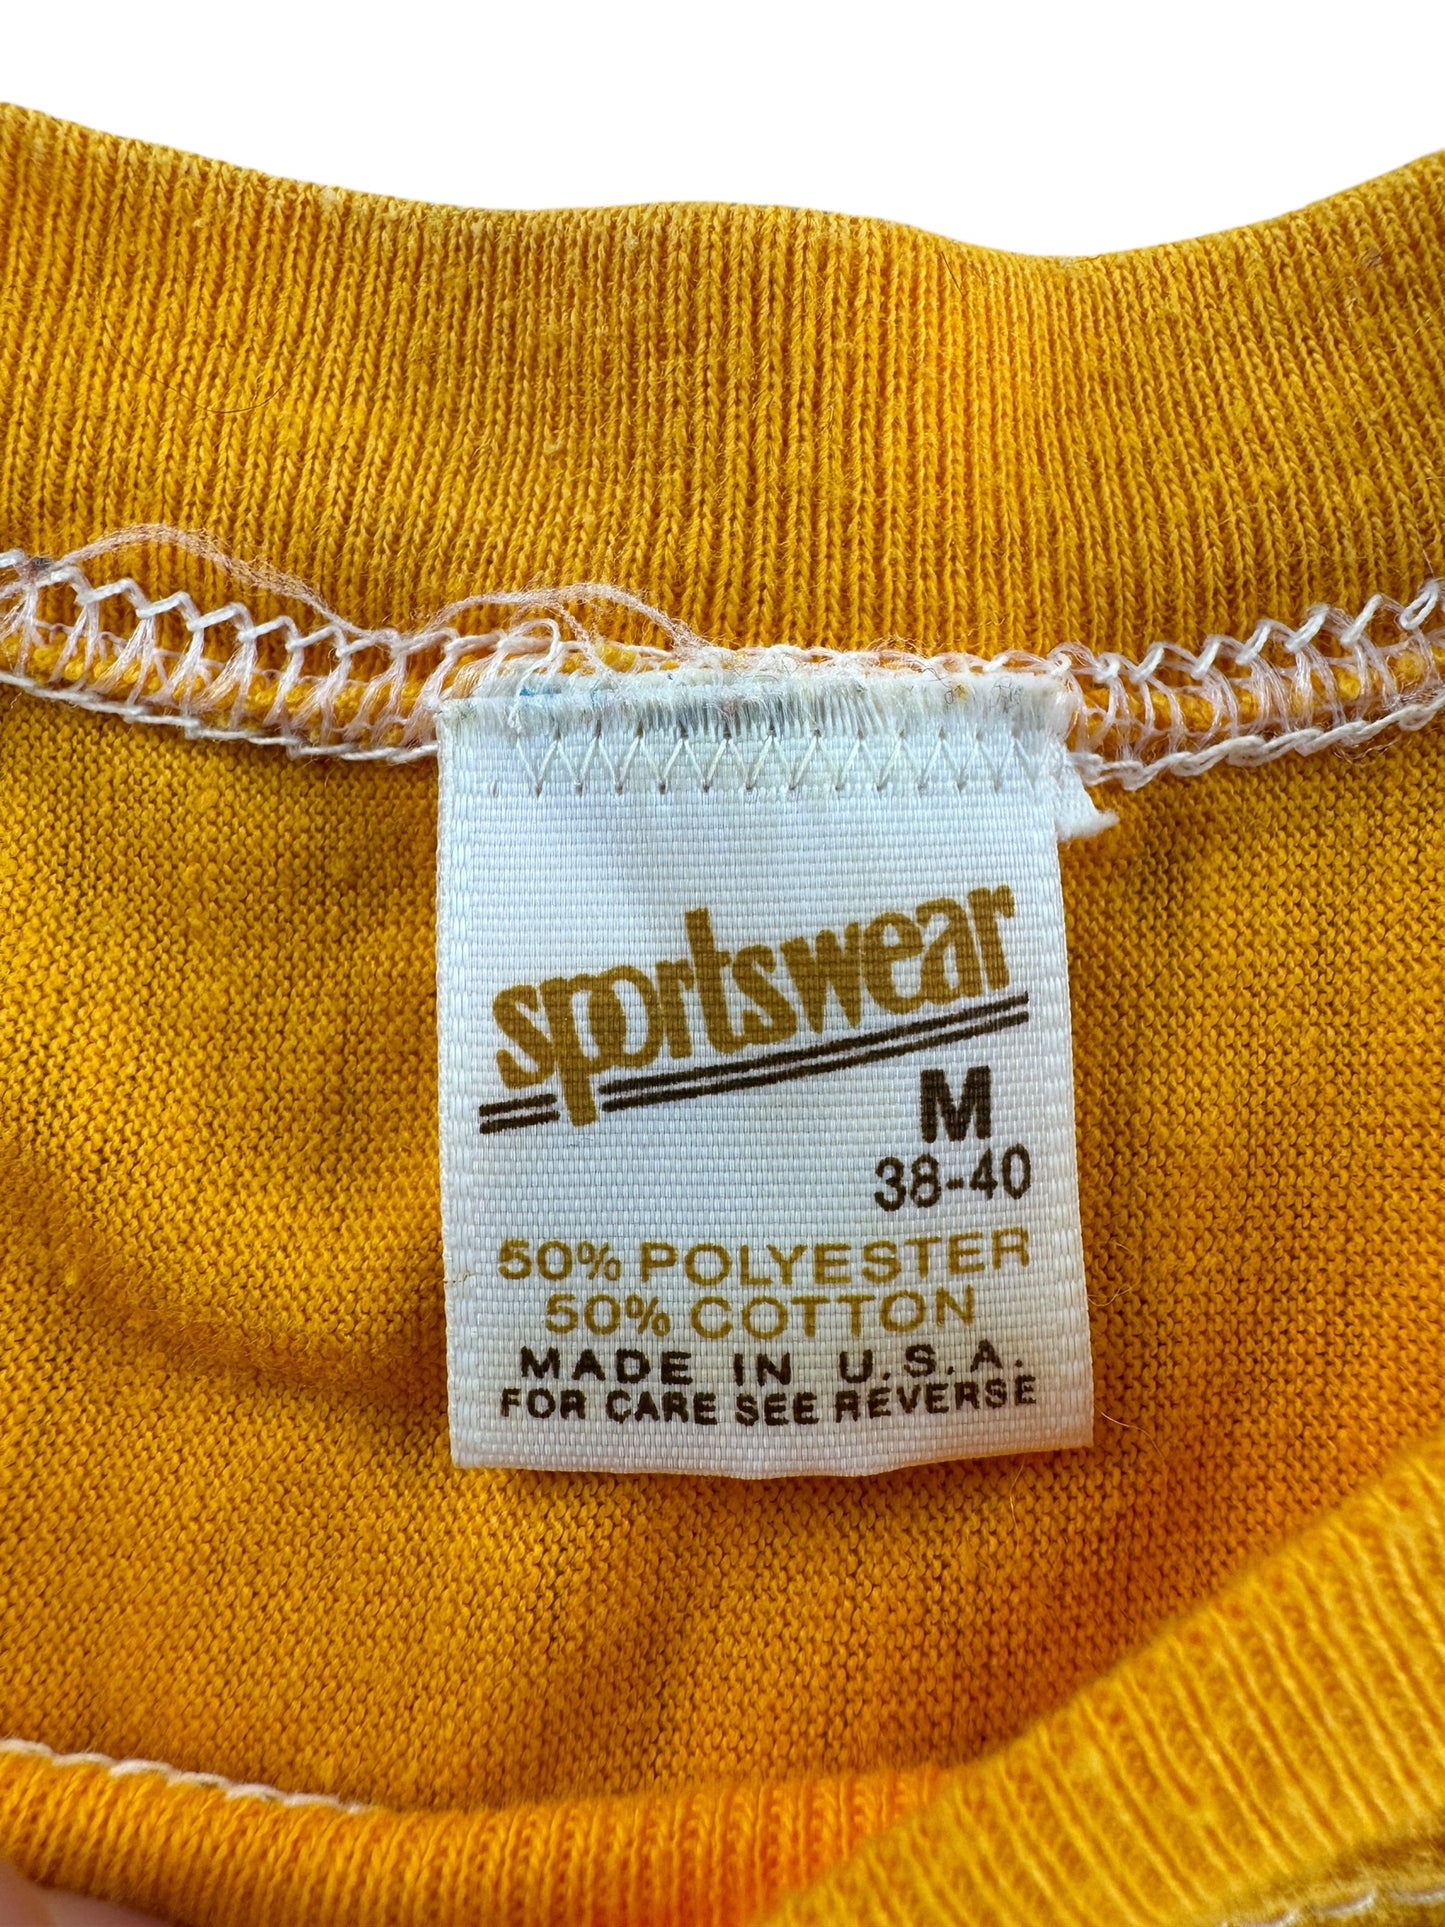 sportswear
M
38-40
50% POLYESTER
50% COTTON
MADE IN U.S.A.
FOR CARE SEE REVERSE